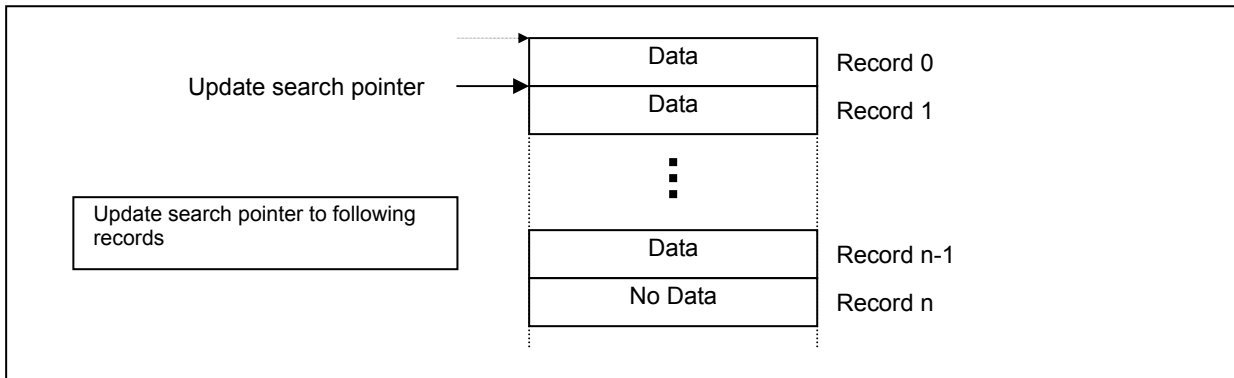 Data
Record 0
Update search pointer
Data
Record 1
Update search pointer to following
records
Data
Record n-1
No Data
Record n